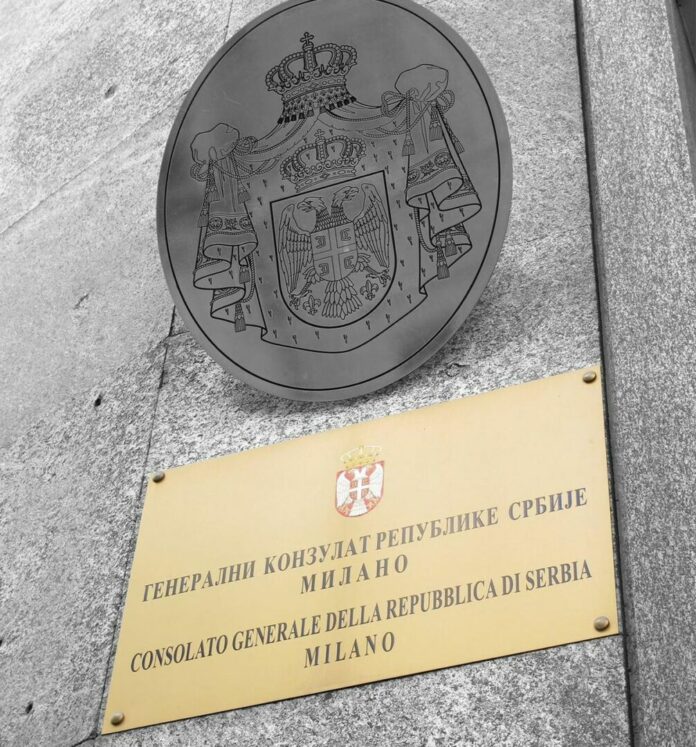 ГЕНЕРАЛНИ КОНЗУЛАТ РЕПУБЛИКЕ СРБИЈЕ
МИЛАНО
CONSOLATO GENERALE DELLA REPUBBLICA DI SERBIA
MILANO